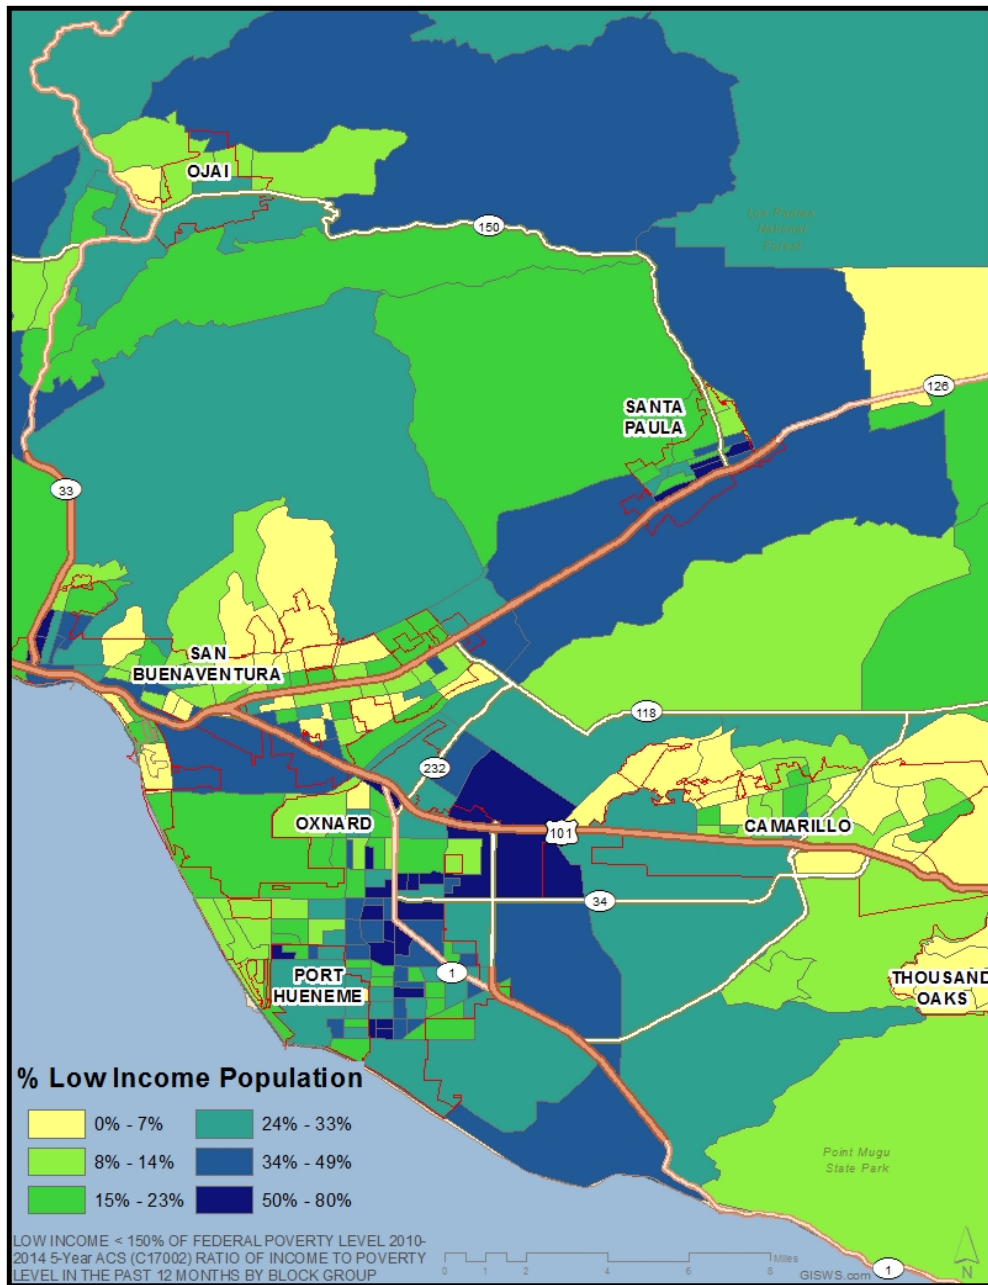 OJAI
150
Los Padres
National
Forest
126
SANTA
PAULA
33
SAN
BUENAVENTURA
118
232
OXNARD
101
CAMARILLO
34
1
PORT
HUENEME
THOUSAND
OAKS
% Low Income Population
0% - 7%
24% - 33%
8% - 14%
34% - 49%
15% - 23%
50% - 80%
Point Mugu
State Park
LOW INCOME < 150% OF FEDERAL POVERTY LEVEL 2010-
2014 5-Year ACS (C17002) RATIO OF INCOME TO POVERTY
LEVEL IN THE PAST 12 MONTHS BY BLOCK GROUP
Miles
0 1 2 4 6 8
GISWS.com
1
N